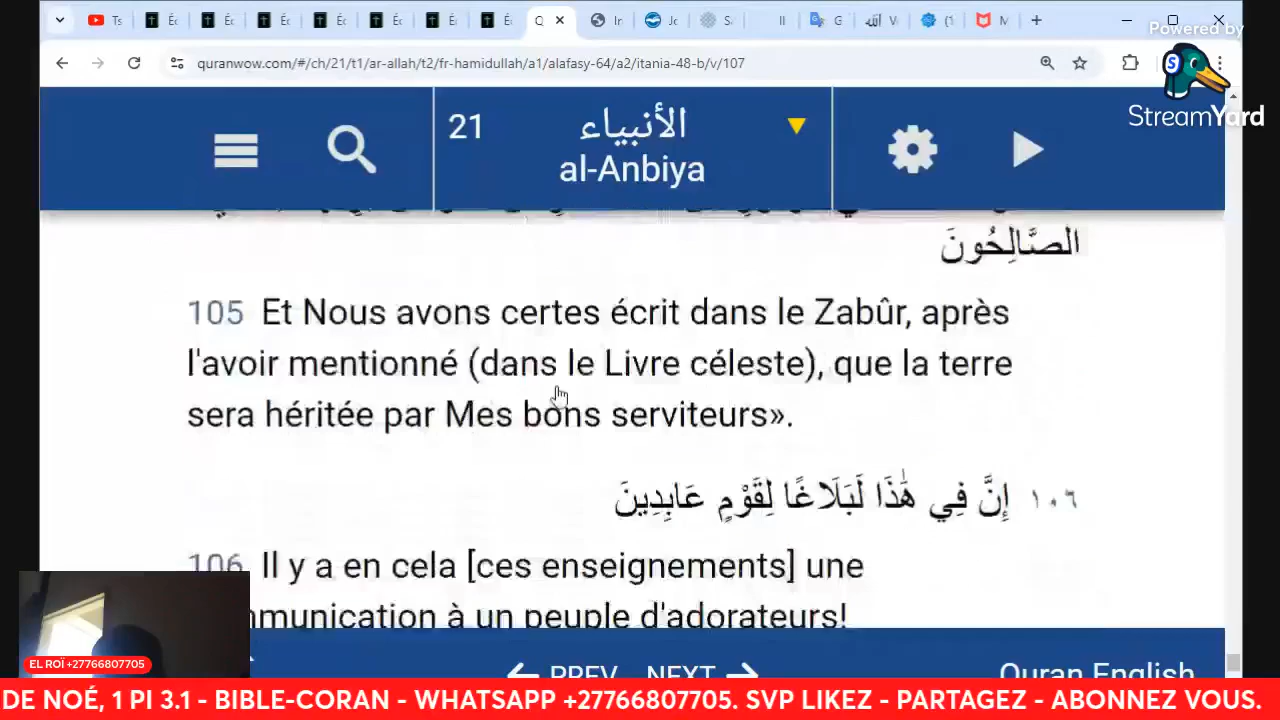 Powered by
StreamYard
quranwow.com/#/ch/21/t1/ar-allah/t2/fr-hamidullah/a1/alafasy-64/a2/itania-48-b/v/107
21
الأنبياء
al-Anbiya
الصَّالِحُونَ
105 Et Nous avons certes écrit dans le Zabûr, après
l'avoir mentionné (dans le Livre céleste), que la terre
sera héritée par Mes bons serviteurs».
١٠٦ إِنَّ فِي هَٰذَا لَبَلَاغًا لِقَوْمٍ عَابِدِينَ
106 Il y a en cela [ces enseignements] une
mmunication à un peuple d'adorateurs!
PREV NEXT
Quran English
EL ROÏ +27766807705
DE NOÉ, 1 PI 3.1 - BIBLE-CORAN - WHATSAPP +27766807705. SVP LIKEZ - PARTAGEZ - ABONNEZ VOUS.